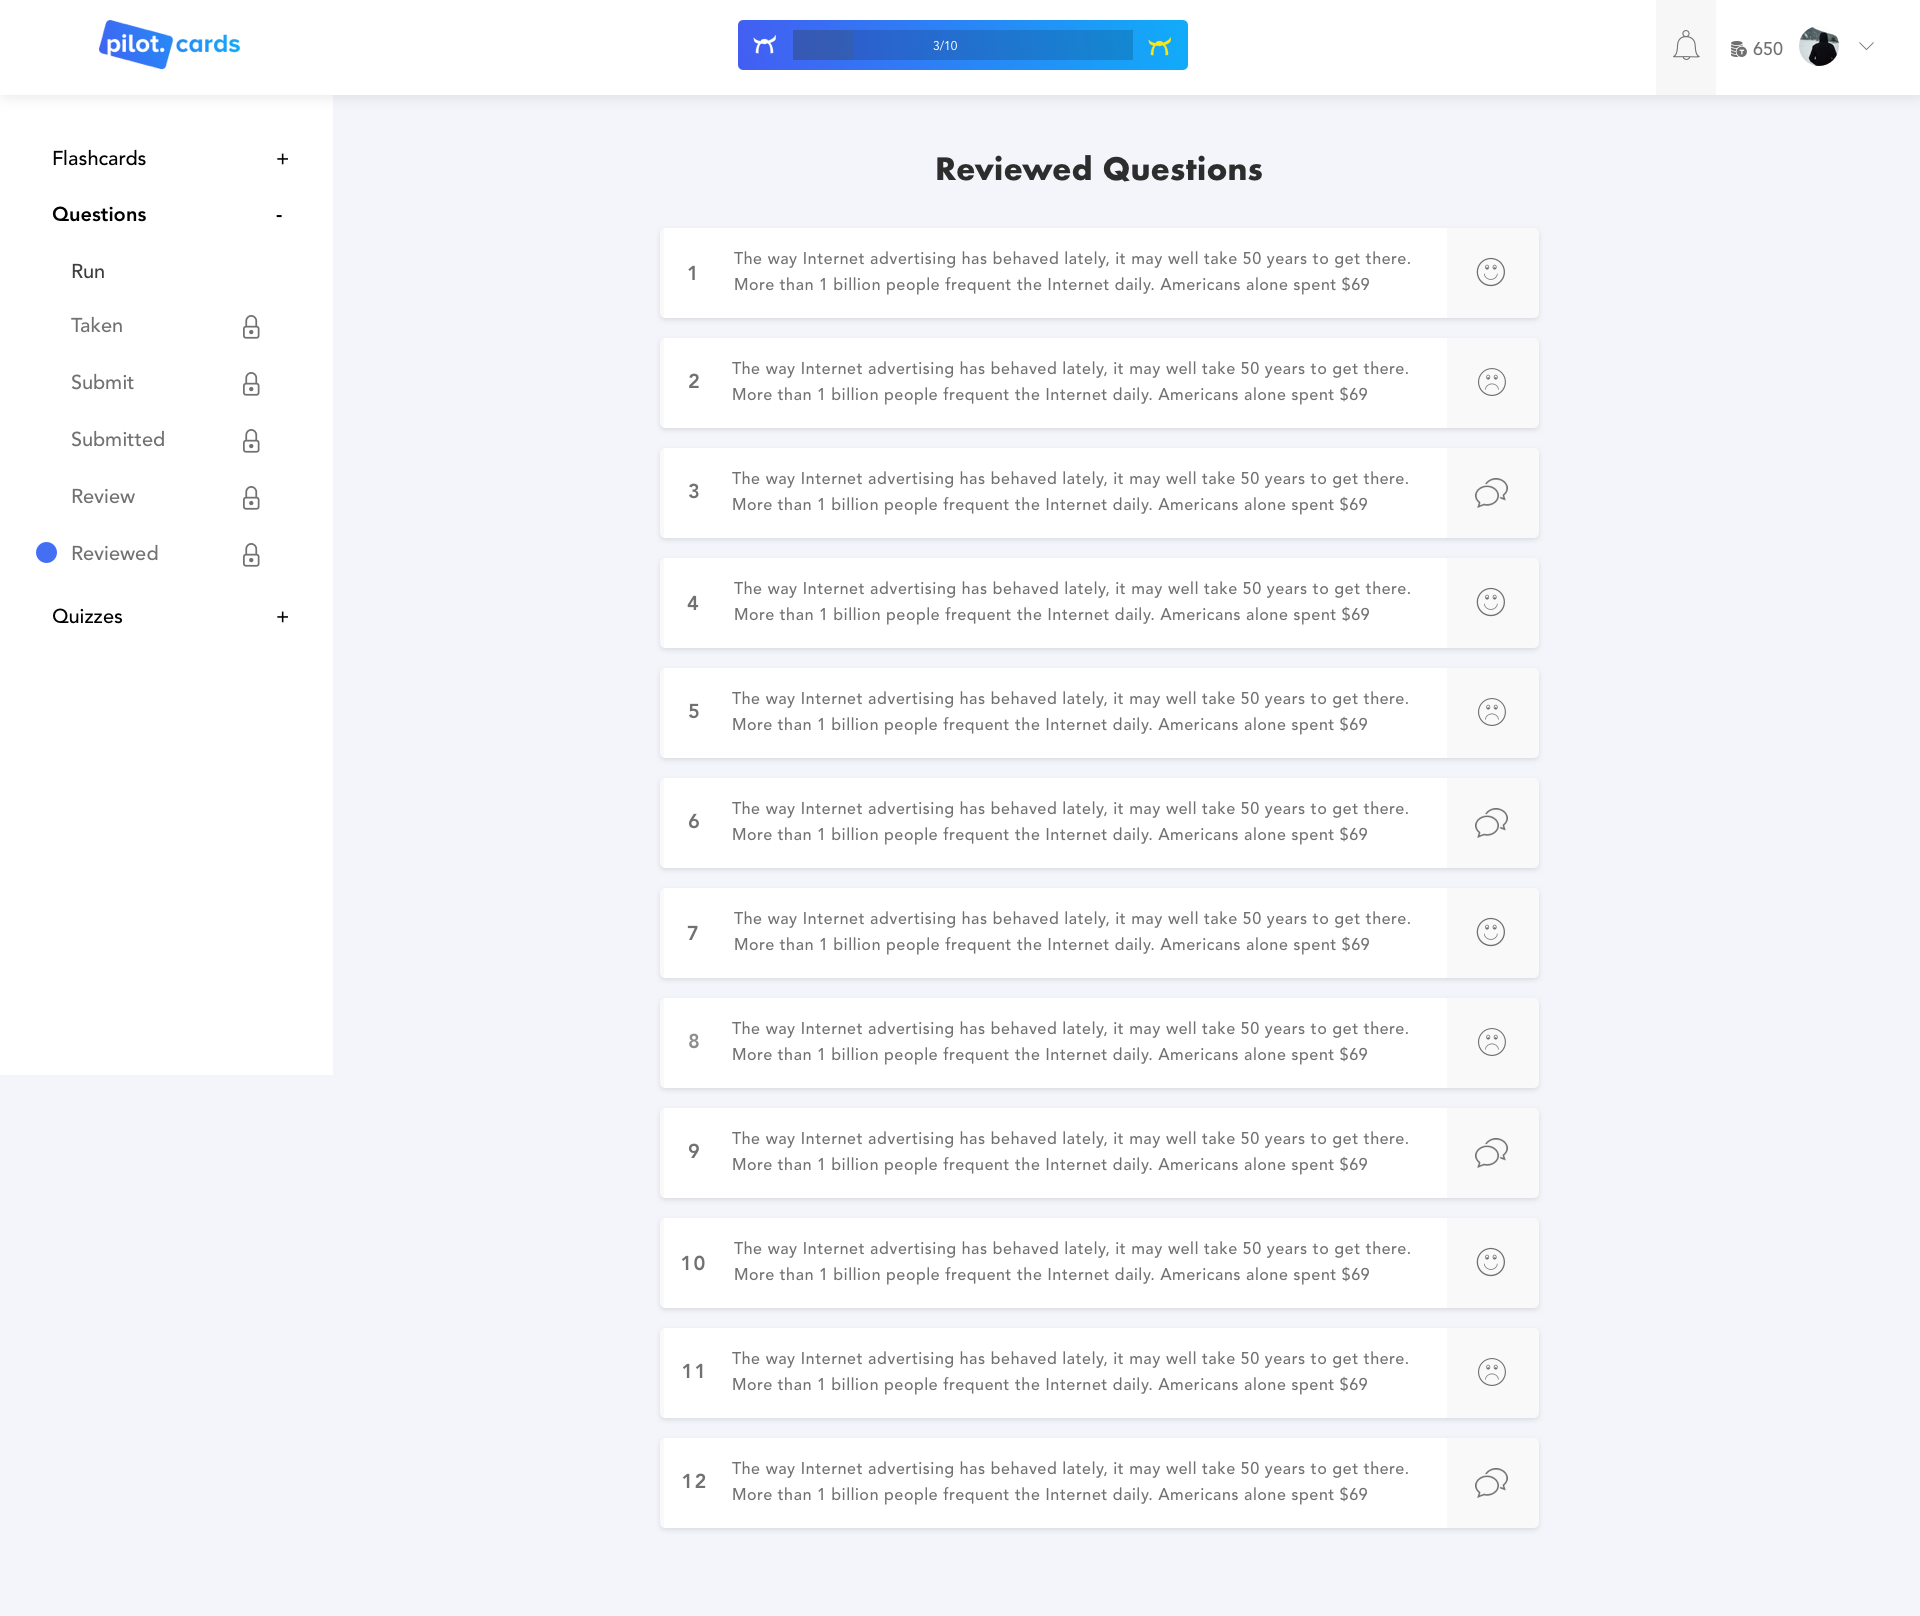 pilot. cards
3/10
650
Flashcards +
Questions -
Run
Taken
Submit
Submitted
Review
Reviewed
Quizzes +
Reviewed Questions
1
The way Internet advertising has behaved lately, it may well take 50 years to get there.
More than 1 billion people frequent the Internet daily. Americans alone spent $69
2
The way Internet advertising has behaved lately, it may well take 50 years to get there.
More than 1 billion people frequent the Internet daily. Americans alone spent $69
3
The way Internet advertising has behaved lately, it may well take 50 years to get there.
More than 1 billion people frequent the Internet daily. Americans alone spent $69
4
The way Internet advertising has behaved lately, it may well take 50 years to get there.
More than 1 billion people frequent the Internet daily. Americans alone spent $69
5
The way Internet advertising has behaved lately, it may well take 50 years to get there.
More than 1 billion people frequent the Internet daily. Americans alone spent $69
6
The way Internet advertising has behaved lately, it may well take 50 years to get there.
More than 1 billion people frequent the Internet daily. Americans alone spent $69
7
The way Internet advertising has behaved lately, it may well take 50 years to get there.
More than 1 billion people frequent the Internet daily. Americans alone spent $69
8
The way Internet advertising has behaved lately, it may well take 50 years to get there.
More than 1 billion people frequent the Internet daily. Americans alone spent $69
9
The way Internet advertising has behaved lately, it may well take 50 years to get there.
More than 1 billion people frequent the Internet daily. Americans alone spent $69
10
The way Internet advertising has behaved lately, it may well take 50 years to get there.
More than 1 billion people frequent the Internet daily. Americans alone spent $69
11
The way Internet advertising has behaved lately, it may well take 50 years to get there.
More than 1 billion people frequent the Internet daily. Americans alone spent $69
12
The way Internet advertising has behaved lately, it may well take 50 years to get there.
More than 1 billion people frequent the Internet daily. Americans alone spent $69